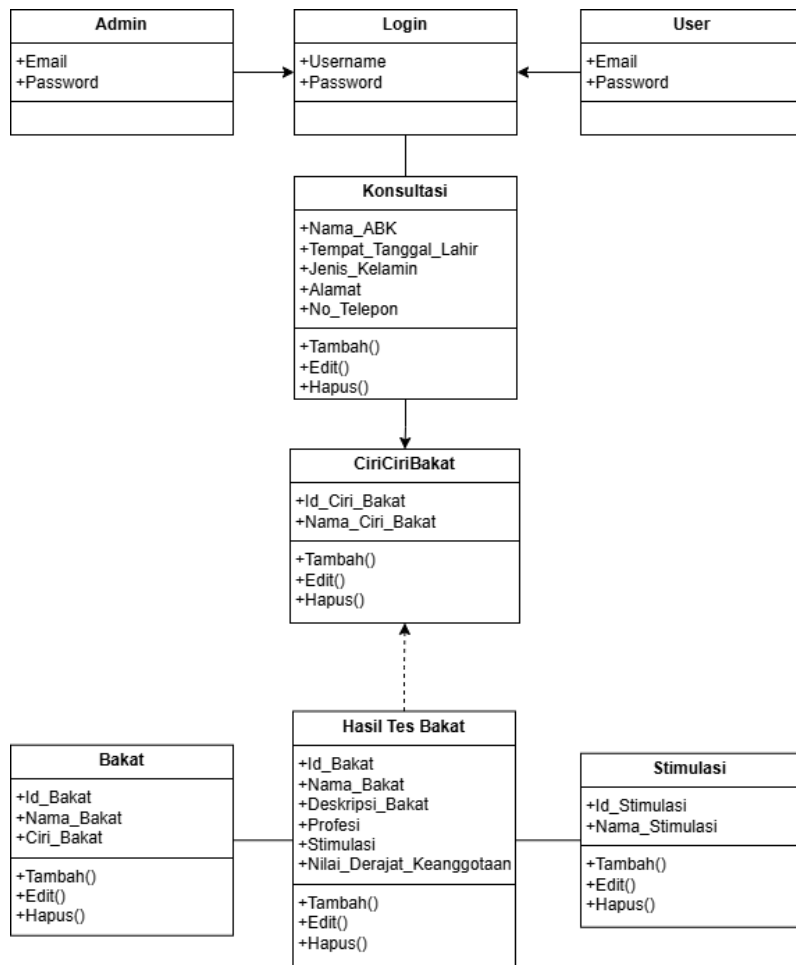 Admin
+Email
+Password
Login
+Username
+Password
User
+Email
+Password
Konsultasi
+Nama_ABK
+Tempat_Tanggal_Lahir
+Jenis_Kelamin
+Alamat
+No_Telepon
+Tambah()
+Edit()
+Hapus()
CiriCiriBakat
+Id_Ciri_Bakat
+Nama_Ciri_Bakat
+Tambah()
+Edit()
+Hapus()
Bakat
+Id_Bakat
+Nama_Bakat
+Ciri_Bakat
+Tambah()
+Edit()
+Hapus()
Hasil Tes Bakat
+Id_Bakat
+Nama_Bakat
+Deskripsi_Bakat
+Profesi
+Stimulasi
+Nilai_Derajat_Keanggotaan
+Tambah()
+Edit()
+Hapus()
Stimulasi
+Id_Stimulasi
+Nama_Stimulasi
+Tambah()
+Edit()
+Hapus()